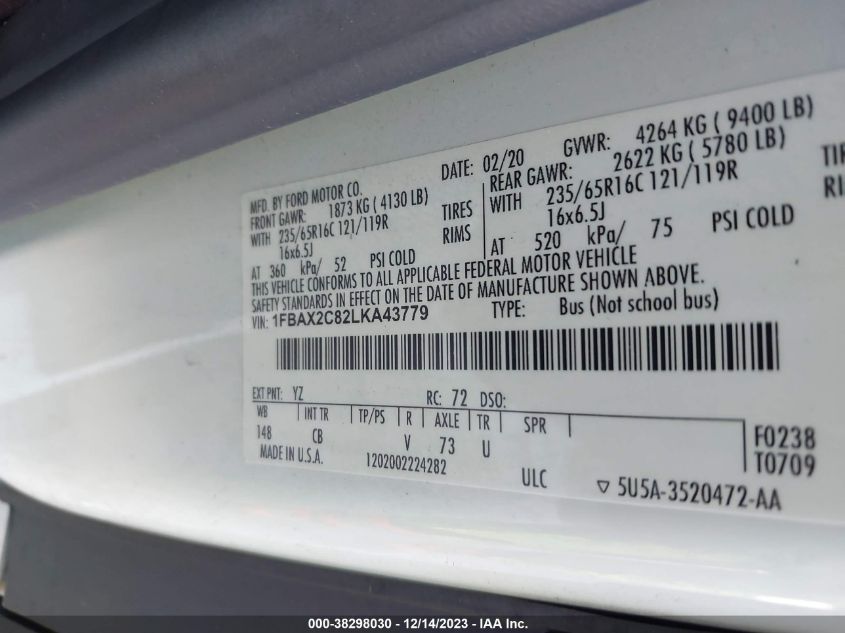 MFD. BY FORD MOTOR CO. DATE: 02/20 GVWR: 4264 KG ( 9400 LB)
FRONT GAWR: 1873 KG ( 4130 LB) REAR GAWR: 2622 KG ( 5780 LB)
WITH 235/65R16C 121/119R TIRES WITH 235/65R16C 121/119R TIR
16x6.5J RIMS 16x6.5J RI
AT 360 kPa/ 52 PSI COLD AT 520 kPa/ 75 PSI COLD
THIS VEHICLE CONFORMS TO ALL APPLICABLE FEDERAL MOTOR VEHICLE
SAFETY STANDARDS IN EFFECT ON THE DATE OF MANUFACTURE SHOWN ABOVE.
VIN: 1FBAX2C82LKA43779 TYPE: Bus (Not school bus)
EXT PNT: YZ RC: 72 DSO:
WB INT TR TP/PS R AXLE TR SPR
148 CB V 73 U
F0238
T0709
MADE IN U.S.A. 1202002224282 ULC ▽ 5U5A-3520472-AA
000-38298030 - 12/14/2023 - IAA Inc.